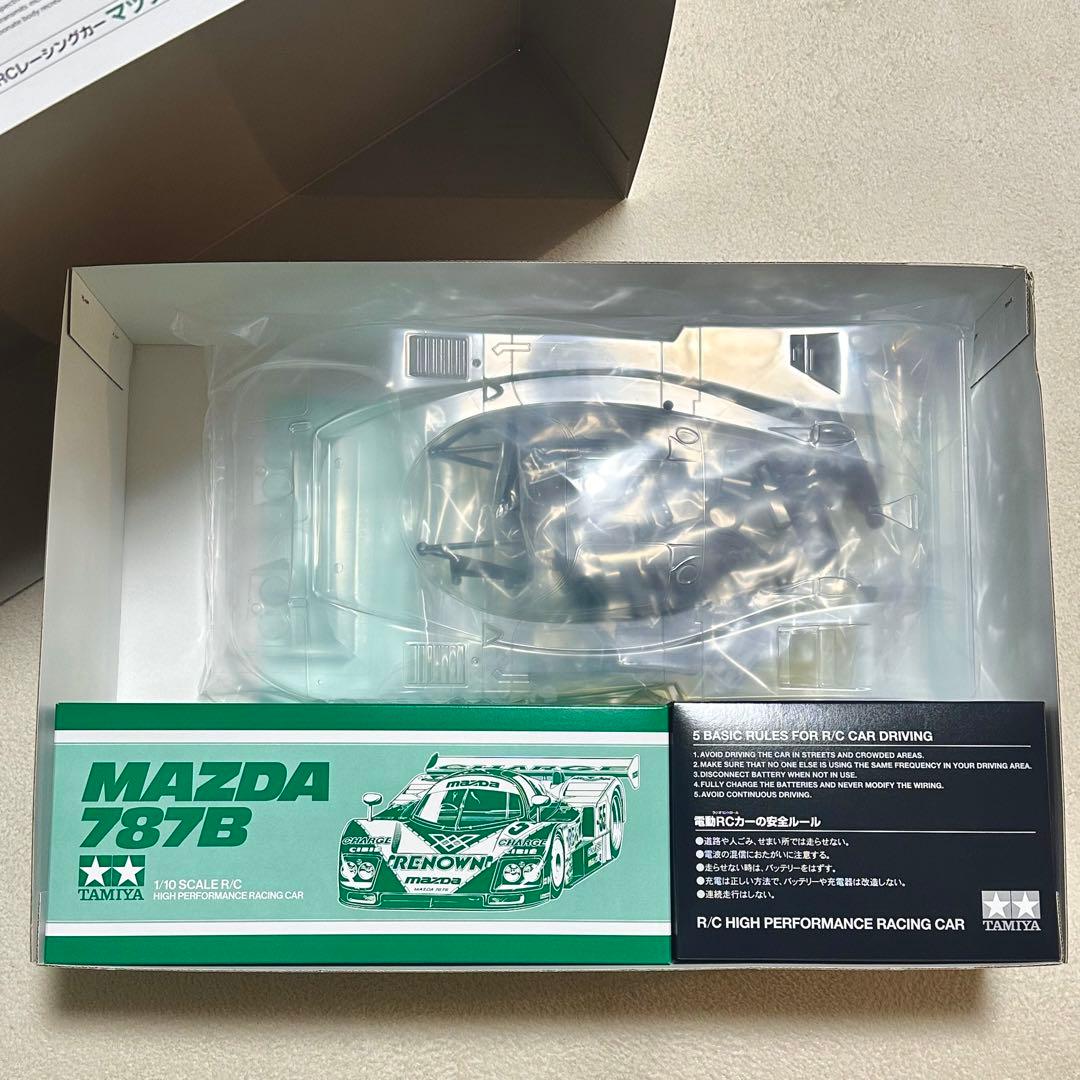 RCレーシングカー マツ
MAZDA
787B
TAMIYA
1/10 SCALE R/C
HIGH PERFORMANCE RACING CAR
CHARGE
mazda
5
55
CHARGE
CIBIE
CHARGE
CIBIE
RENOWN
mazda
MAZDA 787B
5 BASIC RULES FOR R/C CAR DRIVING
1. AVOID DRIVING THE CAR IN STREETS AND CROWDED AREAS.
2. MAKE SURE THAT NO ONE ELSE IS USING THE SAME FREQUENCY IN YOUR DRIVING AREA.
3. DISCONNECT BATTERY WHEN NOT IN USE.
4. FULLY CHARGE THE BATTERIES AND NEVER MODIFY THE WIRING.
5. AVOID CONTINUOUS DRIVING.
電動RCカーの安全ルール
●道路や人ごみ、せまい所では走らせない。
●電波の混信におたがいに注意する。
●走らせない時は、バッテリーをはずす。
●充電は正しい方法で、バッテリーや充電器は改造しない。
●連続走行はしない。
R/C HIGH PERFORMANCE RACING CAR
TAMIYA